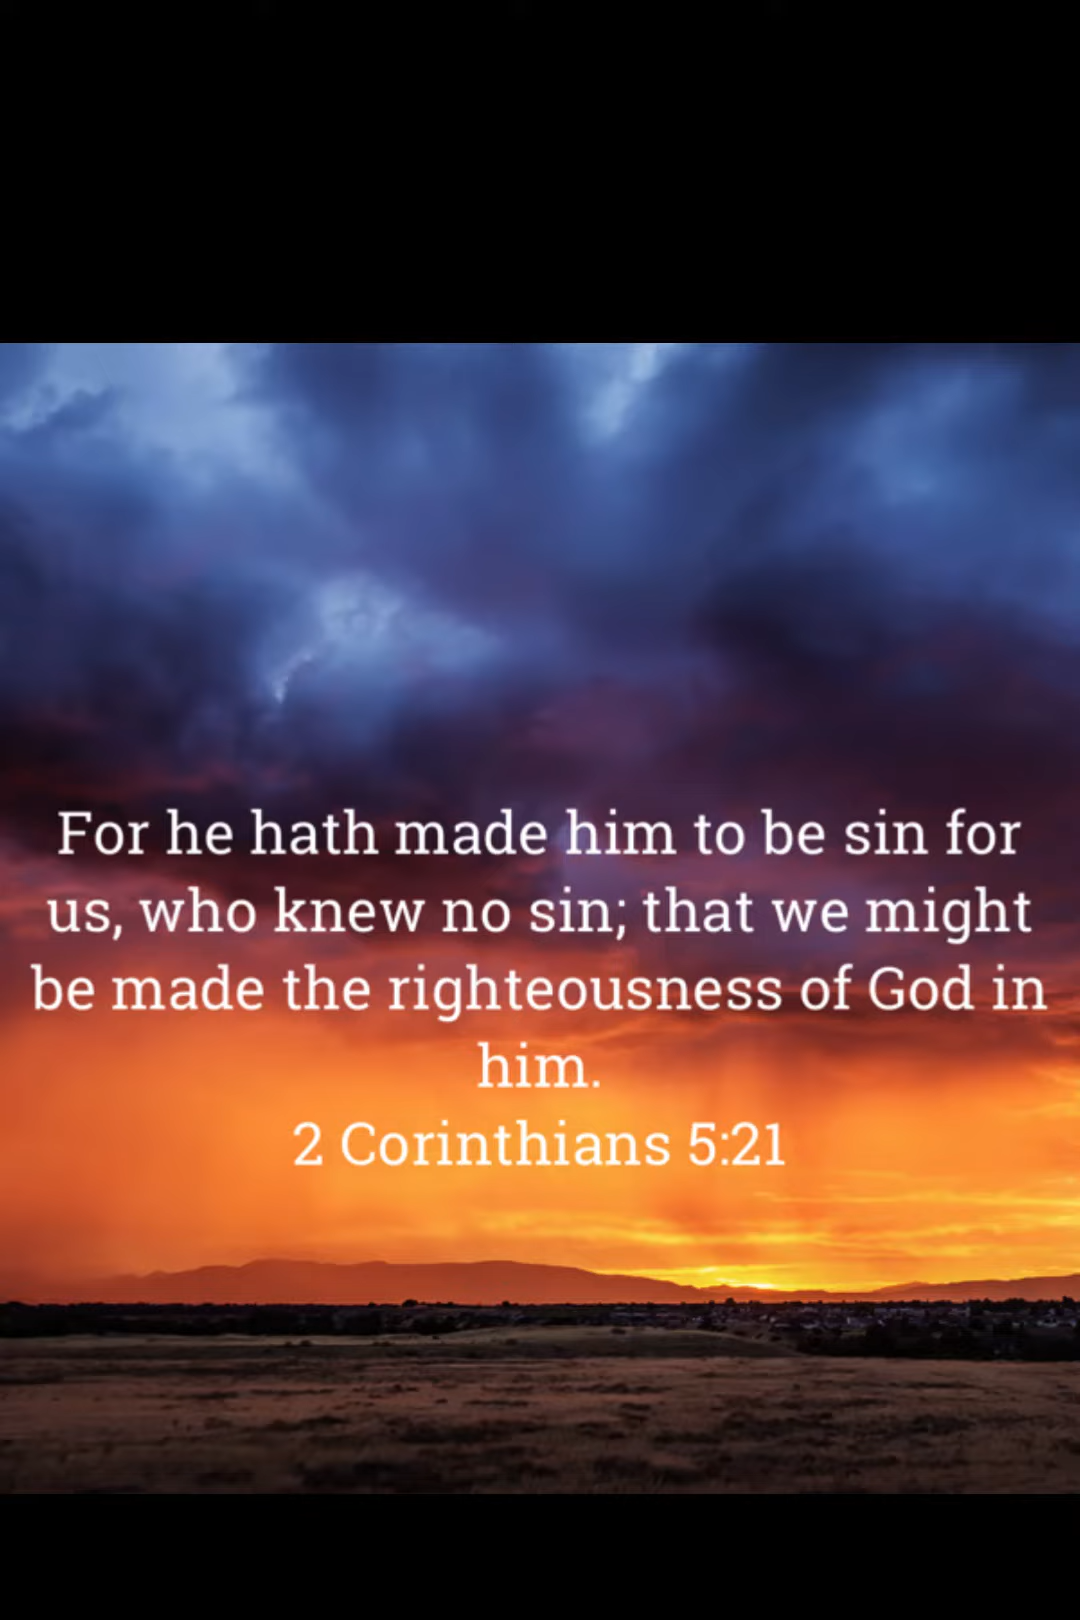 For he hath made him to be sin for
us, who knew no sin; that we might
be made the righteousness of God in
him.
2 Corinthians 5:21